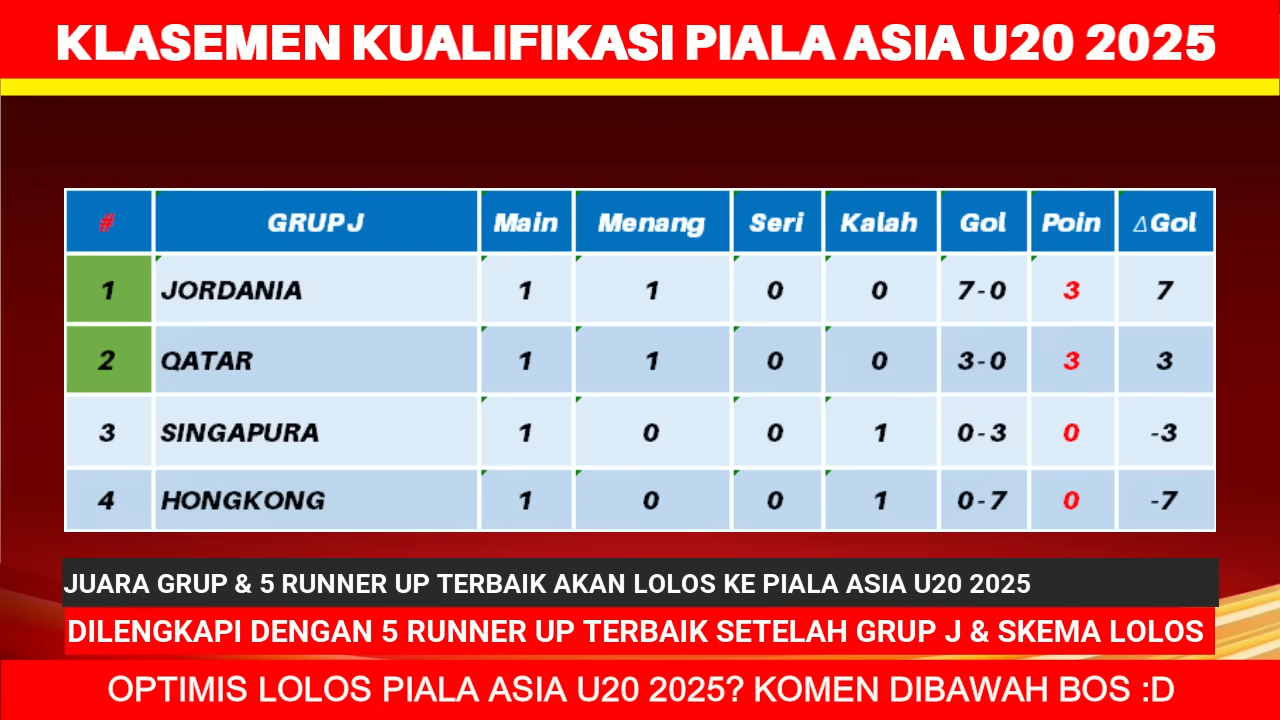 KLASEMEN KUALIFIKASI PIALA ASIA U20 2025
# GRUP J Main Menang Seri Kalah Gol Poin △Gol
1 JORDANIA 1 1 0 0 7-0 3 7
2 QATAR 1 1 0 0 3-0 3 3
3 SINGAPURA 1 0 0 1 0-3 0 -3
4 HONGKONG 1 0 0 1 0-7 0 -7
JUARA GRUP & 5 RUNNER UP TERBAIK AKAN LOLOS KE PIALA ASIA U20 2025
DILENGKAPI DENGAN 5 RUNNER UP TERBAIK SETELAH GRUP J & SKEMA LOLOS
OPTIMIS LOLOS PIALA ASIA U20 2025? KOMEN DIBAWAH BOS :D